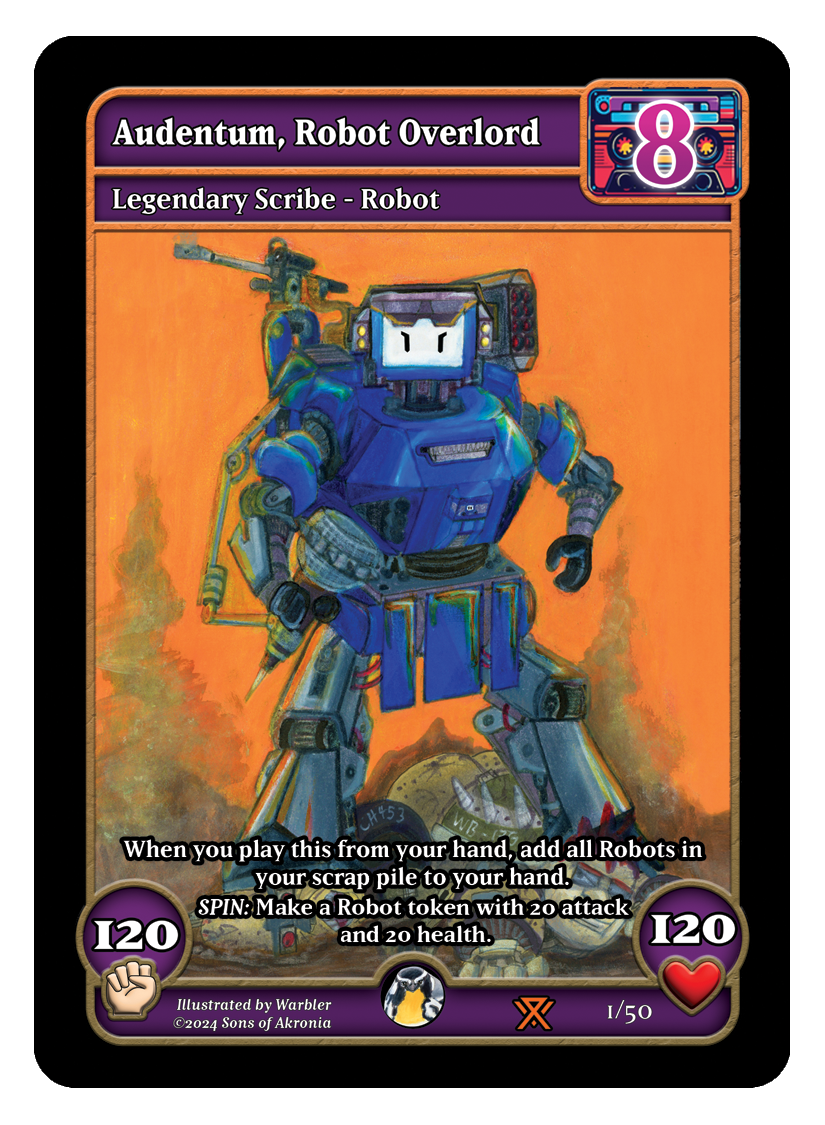 Audentum, Robot Overlord
8
Legendary Scribe - Robot
CH453
When you play this from your hand, add all Robots in
your scrap pile to your hand.
SPIN: Make a Robot token with 20 attack
and 20 health.
120
120
Illustrated by Warbler
©2024 Sons of Akronia
1/50